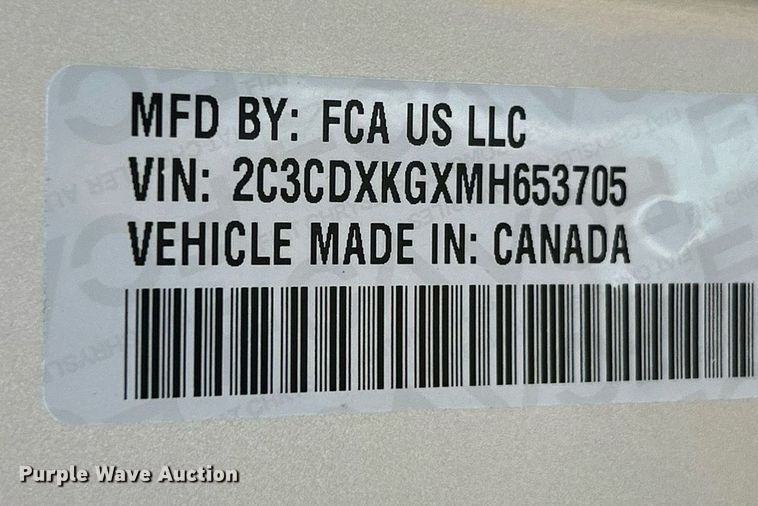 MFD BY: FCA US LLC
VIN: 2C3CDXKGXMH653705
VEHICLE MADE IN: CANADA
Purple Wave Auction